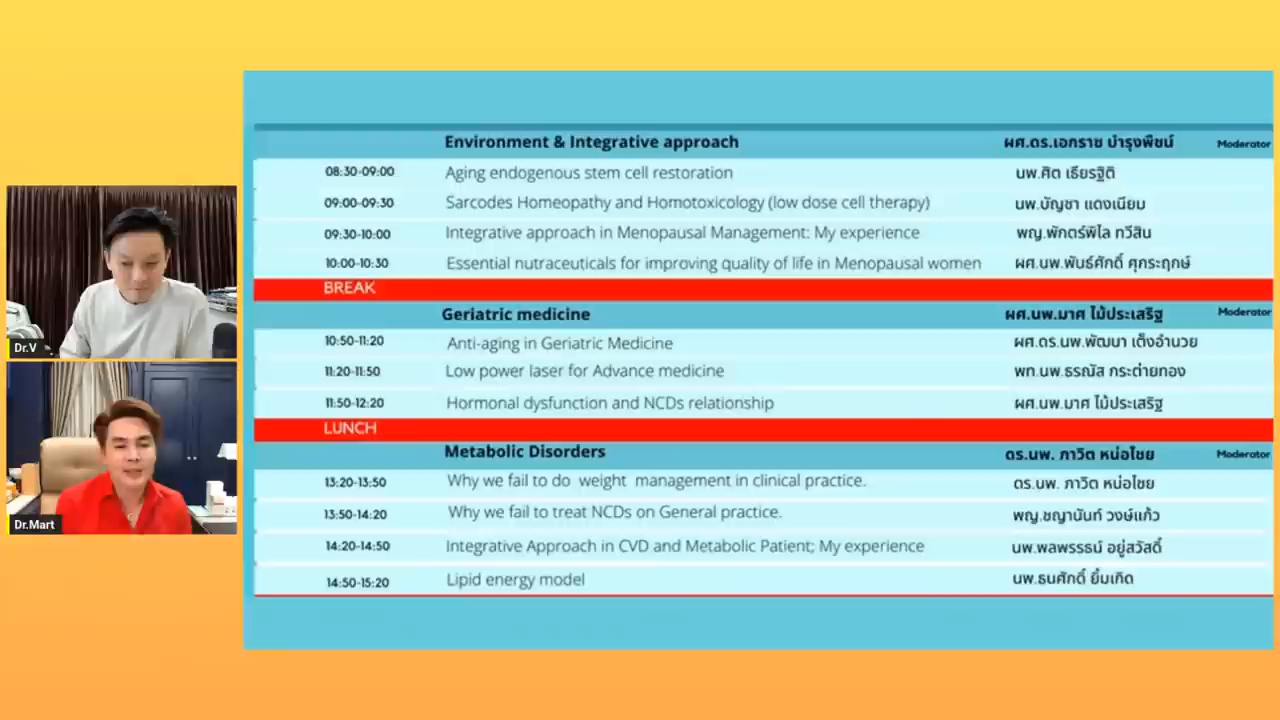 Environment & Integrative approach ผศ.ดร.เอกราช บำรุงพืชน์ Moderator
08:30-09:00 Aging endogenous stem cell restoration นพ.ศิต เธียรฐิติ
09:00-09:30 Sarcodes Homeopathy and Homotoxicology (low dose cell therapy) นพ.บัญชา แดงเนียม
09:30-10:00 Integrative approach in Menopausal Management: My experience พญ.พักตร์พิไล ทวีสิน
10:00-10:30 Essential nutraceuticals for improving quality of life in Menopausal women ผศ.นพ.พันธ์ศักดิ์ ศุกระฤกษ์
BREAK
Geriatric medicine ผศ.นพ.มาศ ไม้ประเสริฐ Moderator
10:50-11:20 Anti-aging in Geriatric Medicine ผศ.ดร.นพ.พัฒนา เต็งอำนวย
11:20-11:50 Low power laser for Advance medicine พท.นพ.ธรณัส กระต่ายทอง
11:50-12:20 Hormonal dysfunction and NCDs relationship ผศ.นพ.มาศ ไม้ประเสริฐ
LUNCH
Metabolic Disorders ดร.นพ. ภาวิต หน่อไชย Moderator
13:20-13:50 Why we fail to do weight management in clinical practice. ดร.นพ. ภาวิต หน่อไชย
13:50-14:20 Why we fail to treat NCDs on General practice. พญ.ชญานันท์ วงษ์แก้ว
14:20-14:50 Integrative Approach in CVD and Metabolic Patient; My experience นพ.พลพรรธน์ อยู่สวัสดิ์
14:50-15:20 Lipid energy model นพ.ธนศักดิ์ ยิ้มเกิด
Dr.V
Dr.Mart